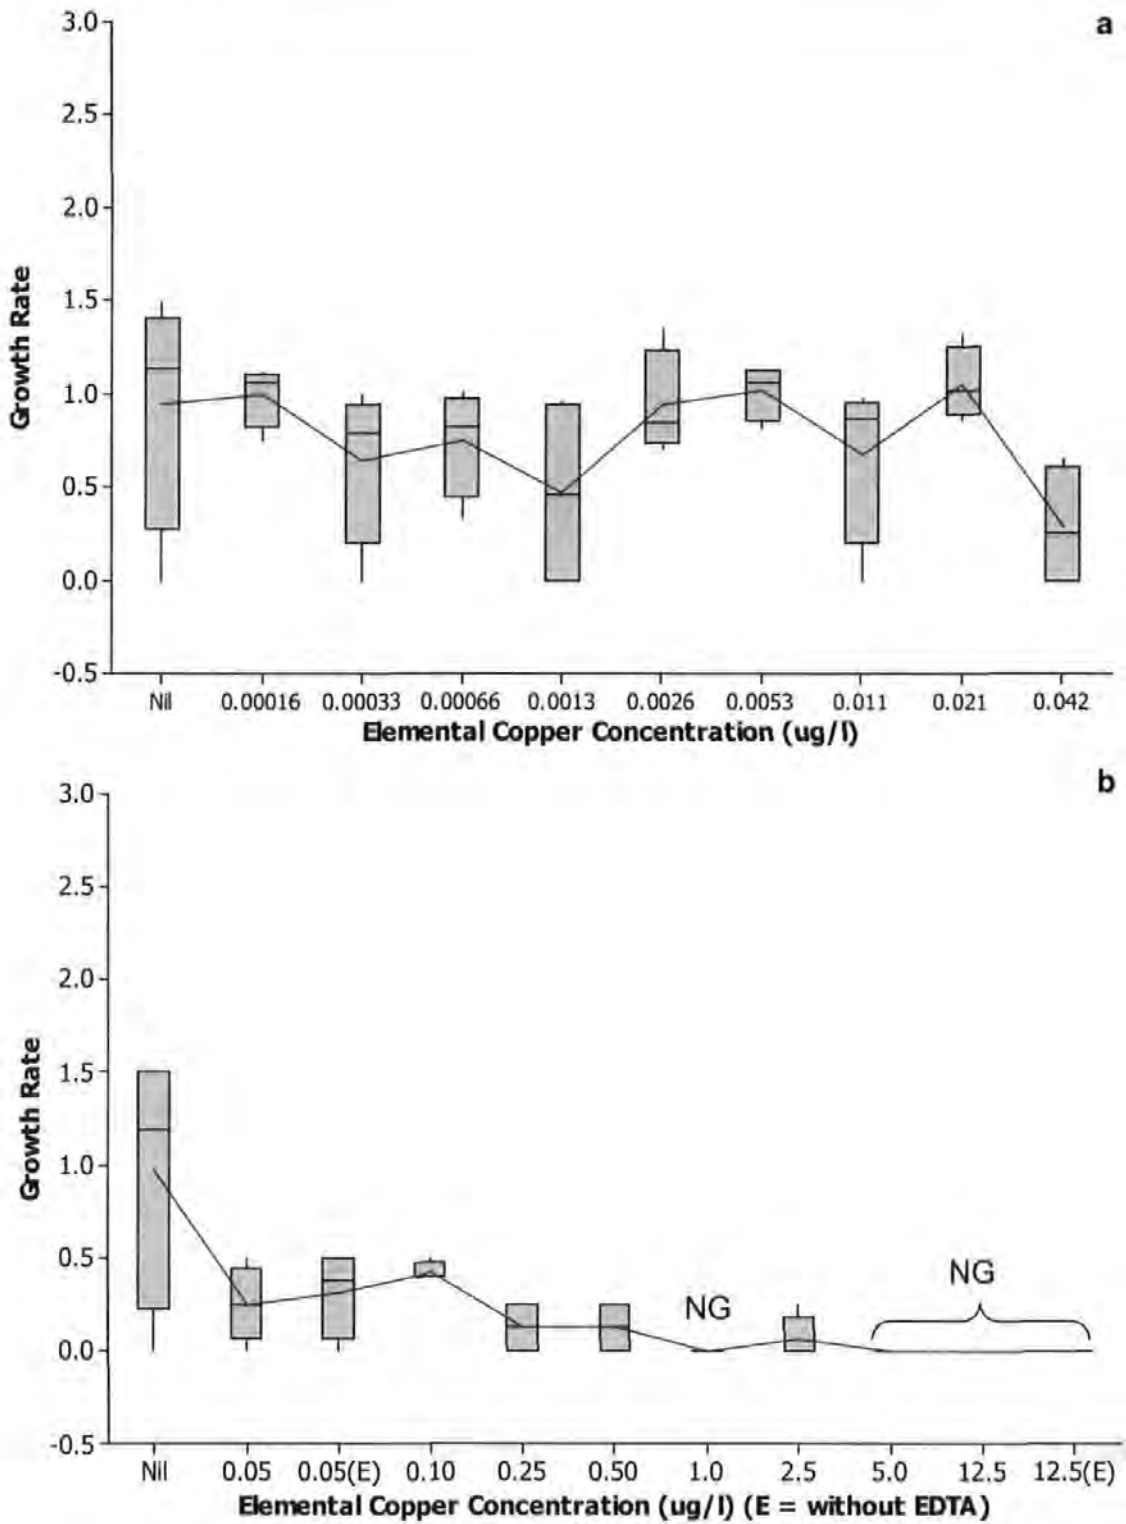 a
3.0
2.5
2.0
1.5
1.0
0.5
0.0
-0.5
Growth Rate
Nil 0.00016 0.00033 0.00066 0.0013 0.0026 0.0053 0.011 0.021 0.042
Elemental Copper Concentration (ug/l)
b
3.0
2.5
2.0
1.5
1.0
0.5
0.0
-0.5
Growth Rate
NG
NG
Nil 0.05 0.05(E) 0.10 0.25 0.50 1.0 2.5 5.0 12.5 12.5(E)
Elemental Copper Concentration (ug/l) (E = without EDTA)